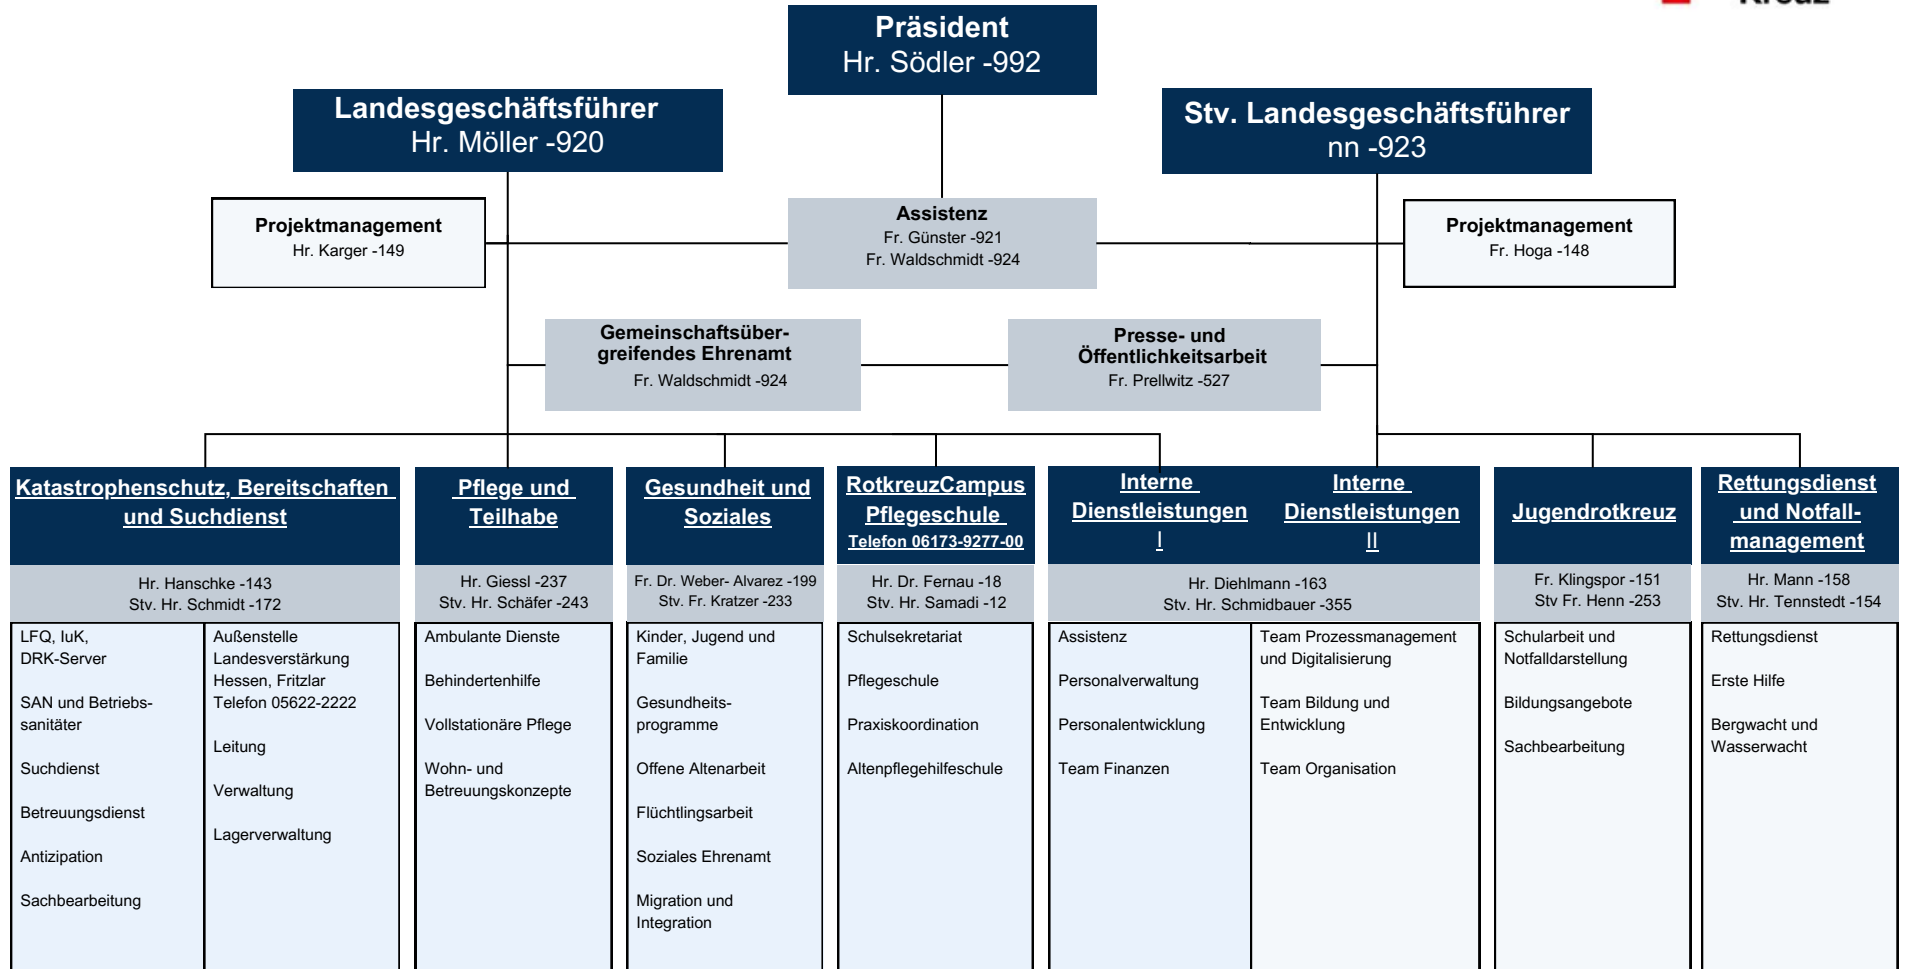 Kreuz
Präsident
Hr. Södler -992
Landesgeschäftsführer
Hr. Möller -920
Stv. Landesgeschäftsführer
nn -923
Projektmanagement
Hr. Karger -149
Assistenz
Fr. Günster -921
Fr. Waldschmidt -924
Projektmanagement
Fr. Hoga -148
Gemeinschaftsüber-
greifendes Ehrenamt
Fr. Waldschmidt -924
Presse- und
Öffentlichkeitsarbeit
Fr. Prellwitz -527
Katastrophenschutz, Bereitschaften
und Suchdienst
Hr. Hanschke -143
Stv. Hr. Schmidt -172
LFQ, IuK,
DRK-Server
SAN und Betriebs-
sanitäter
Suchdienst
Betreuungsdienst
Antizipation
Sachbearbeitung
Außenstelle
Landesverstärkung
Hessen, Fritzlar
Telefon 05622-2222
Leitung
Verwaltung
Lagerverwaltung
Pflege und
Teilhabe
Hr. Giessl -237
Stv. Hr. Schäfer -243
Ambulante Dienste
Behindertenhilfe
Vollstationäre Pflege
Wohn- und
Betreuungskonzepte
Gesundheit und
Soziales
Fr. Dr. Weber- Alvarez -199
Stv. Fr. Kratzer -233
Kinder, Jugend und
Familie
Gesundheits-
programme
Offene Altenarbeit
Flüchtlingsarbeit
Soziales Ehrenamt
Migration und
Integration
RotkreuzCampus
Pflegeschule
Telefon 06173-9277-00
Hr. Dr. Fernau -18
Stv. Hr. Samadi -12
Schulsekretariat
Pflegeschule
Praxiskoordination
Altenpflegehilfeschule
Interne
Dienstleistungen
I
Interne
Dienstleistungen
II
Hr. Diehlmann -163
Stv. Hr. Schmidbauer -355
Assistenz
Personalverwaltung
Personalentwicklung
Team Finanzen
Team Prozessmanagement
und Digitalisierung
Team Bildung und
Entwicklung
Team Organisation
Jugendrotkreuz
Fr. Klingspor -151
Stv Fr. Henn -253
Schularbeit und
Notfalldarstellung
Bildungsangebote
Sachbearbeitung
Rettungsdienst
und Notfall-
management
Hr. Mann -158
Stv. Hr. Tennstedt -154
Rettungsdienst
Erste Hilfe
Bergwacht und
Wasserwacht